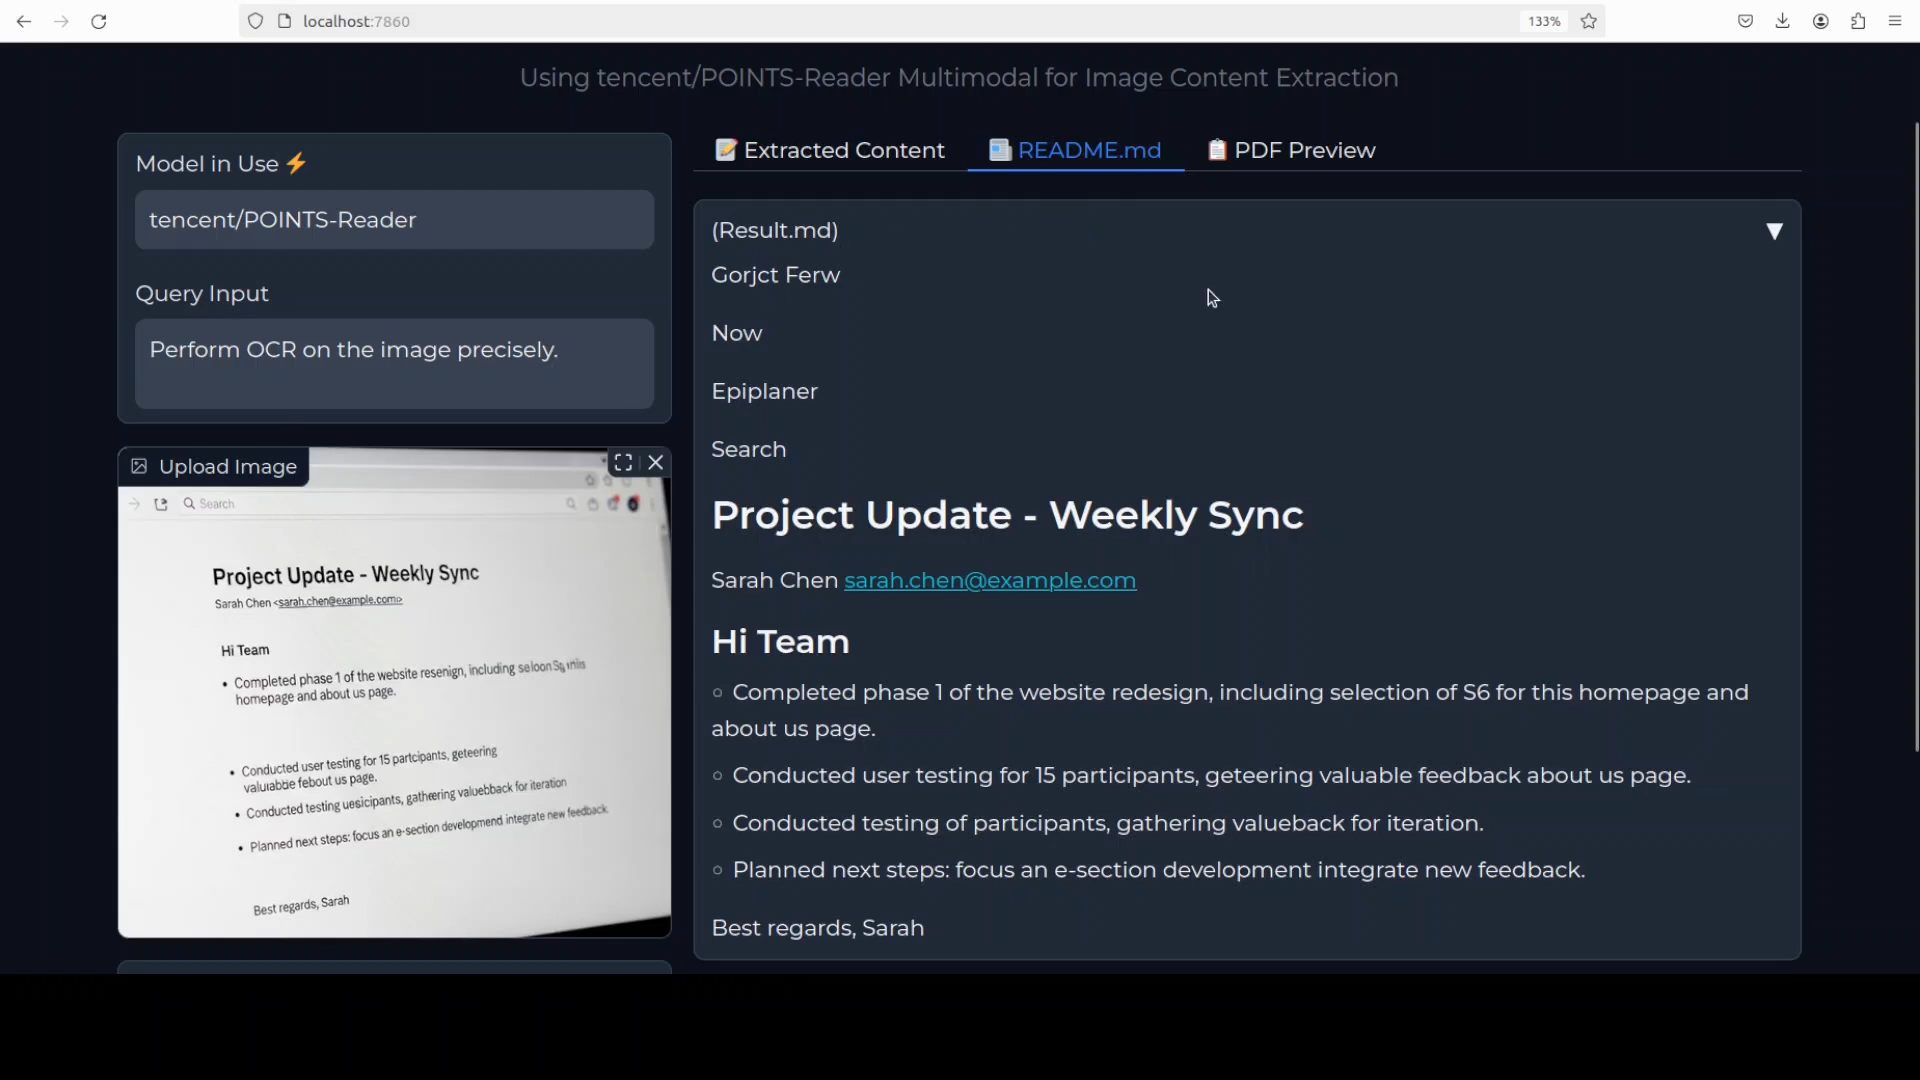 localhost:7860
133%
Using tencent/POINTS-Reader Multimodal for Image Content Extraction
Model in Use
tencent/POINTS-Reader
Query Input
Perform OCR on the image precisely.
Upload Image
Search
Project Update - Weekly Sync
Sarah Chen <sarah.chen@example.com>
Hi Team
• Completed phase 1 of the website resenign, including
homepage and about us page.
• Conducted user testing for 15 partcipants, geteering
valuabie febout us page.
• Conducted testing uesicipants, gathering valuebback for iteration
• Planned next steps: focus an e-section development integrate new feedback.
Best regards, Sarah
Extracted Content
README.md
PDF Preview
(Result.md)
Gorjct Ferw
Now
Epiplaner
Search
Project Update - Weekly Sync
Sarah Chen sarah.chen@example.com
Hi Team
○ Completed phase 1 of the website redesign, including selection of S6 for this homepage and
about us page.
○ Conducted user testing for 15 participants, geteering valuable feedback about us page.
○ Conducted testing of participants, gathering valueback for iteration.
○ Planned next steps: focus an e-section development integrate new feedback.
Best regards, Sarah